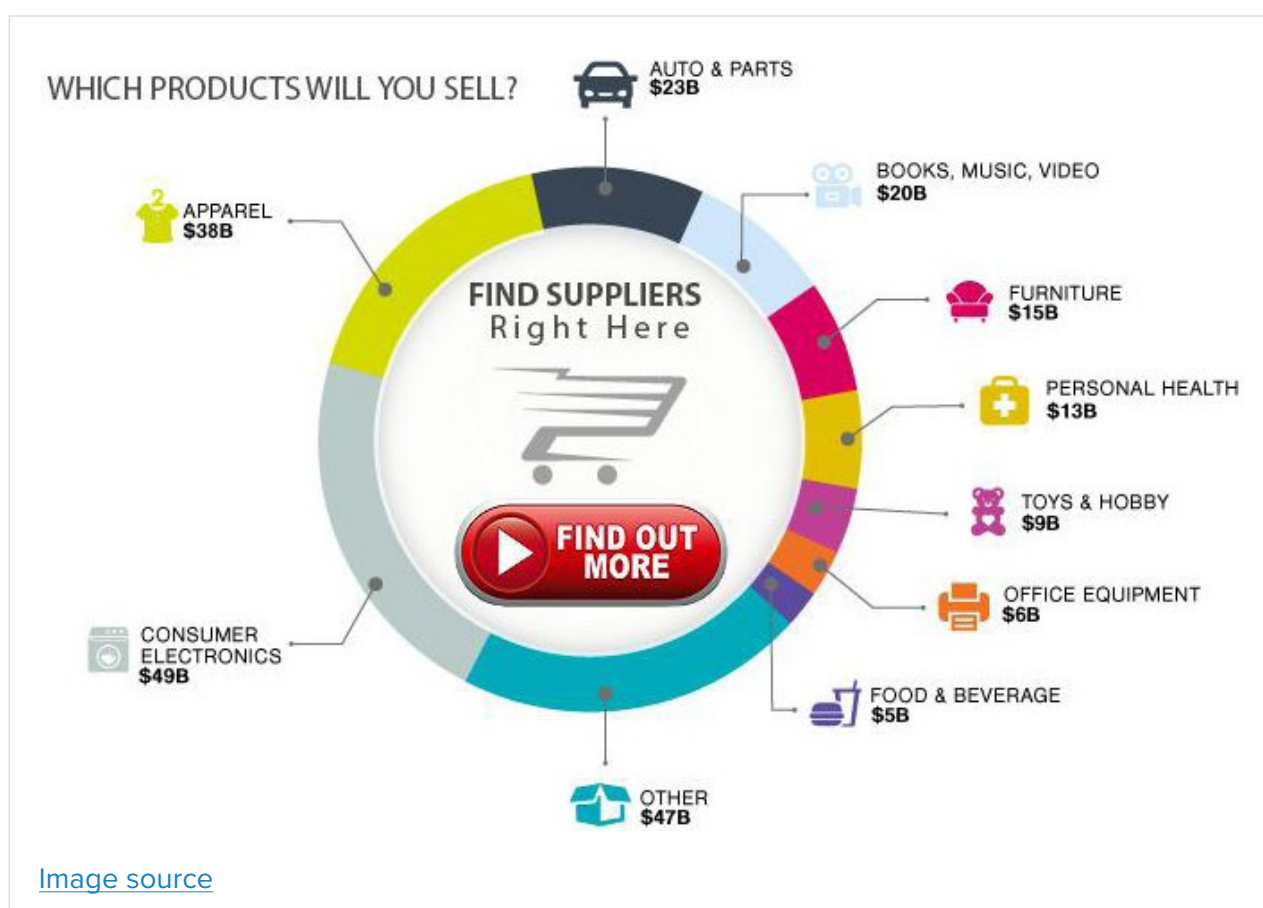 WHICH PRODUCTS WILL YOU SELL?
AUTO & PARTS
$23B
BOOKS, MUSIC, VIDEO
$20B
2
APPAREL
$38B
FIND SUPPLIERS
Right Here
FURNITURE
$15B
PERSONAL HEALTH
$13B
TOYS & HOBBY
$9B
FIND OUT
MORE
OFFICE EQUIPMENT
$6B
CONSUMER
ELECTRONICS
$49B
FOOD & BEVERAGE
$5B
OTHER
$47B
Image source